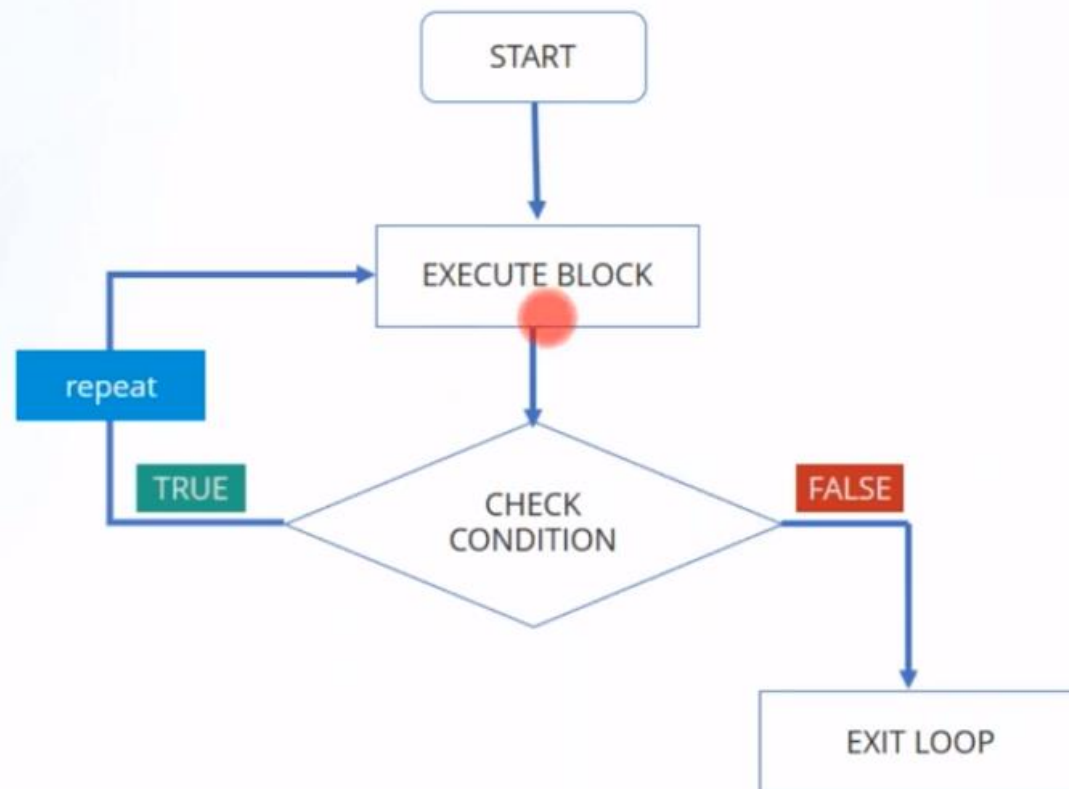 START
EXECUTE BLOCK
repeat
TRUE
CHECK
CONDITION
FALSE
EXIT LOOP